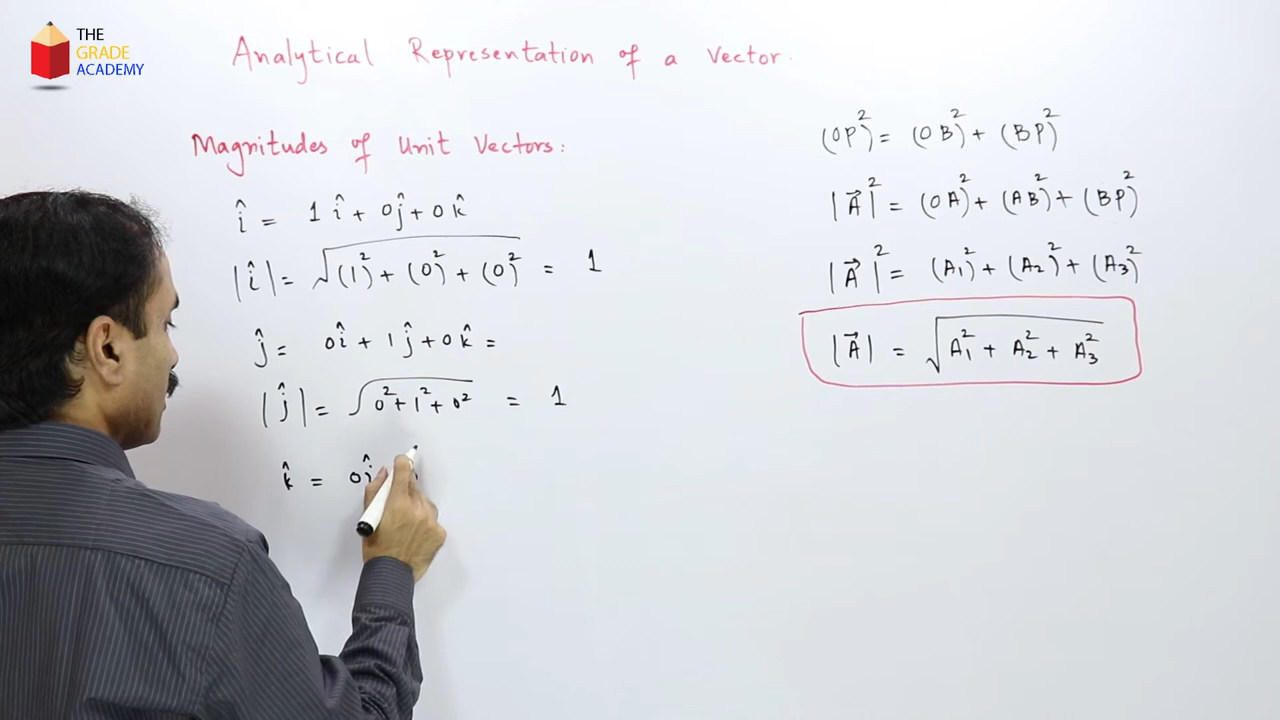 THE
GRADE
ACADEMY
Analytical Representation of a Vector.
Magnitudes of Unit Vectors:
î = 1 î + 0ĵ + 0 k̂
|î| = √((1)² + (0)² + (0)²) = 1
ĵ = 0î + 1ĵ + 0 k̂ =
|ĵ| = √(0² + 1² + 0²) = 1
k̂ = 0î
(OP)² = (OB)² + (BP)²
|A⃗|² = (OA)² + (AB)² + (BP)²
|A⃗|² = (A₁)² + (A₂)² + (A₃)²
|A⃗| = √(A₁² + A₂² + A₃²)